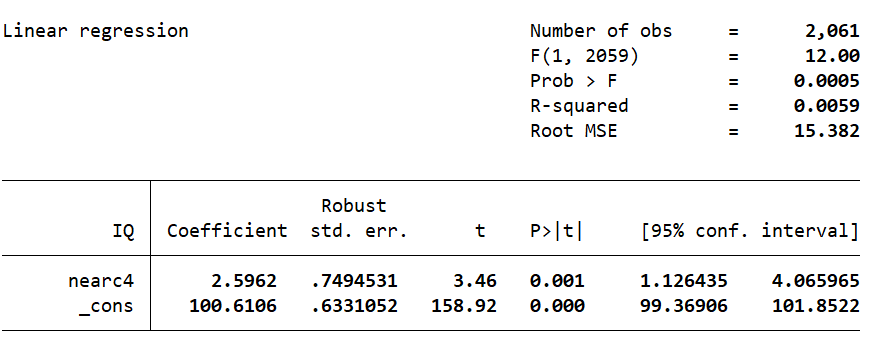 Linear regression Number of obs = 2,061
F(1, 2059) = 12.00
Prob > F = 0.0005
R-squared = 0.0059
Root MSE = 15.382
Robust
IQ Coefficient std. err. t P>|t| [95% conf. interval]
nearc4 2.5962 .7494531 3.46 0.001 1.126435 4.065965
_cons 100.6106 .6331052 158.92 0.000 99.36906 101.8522